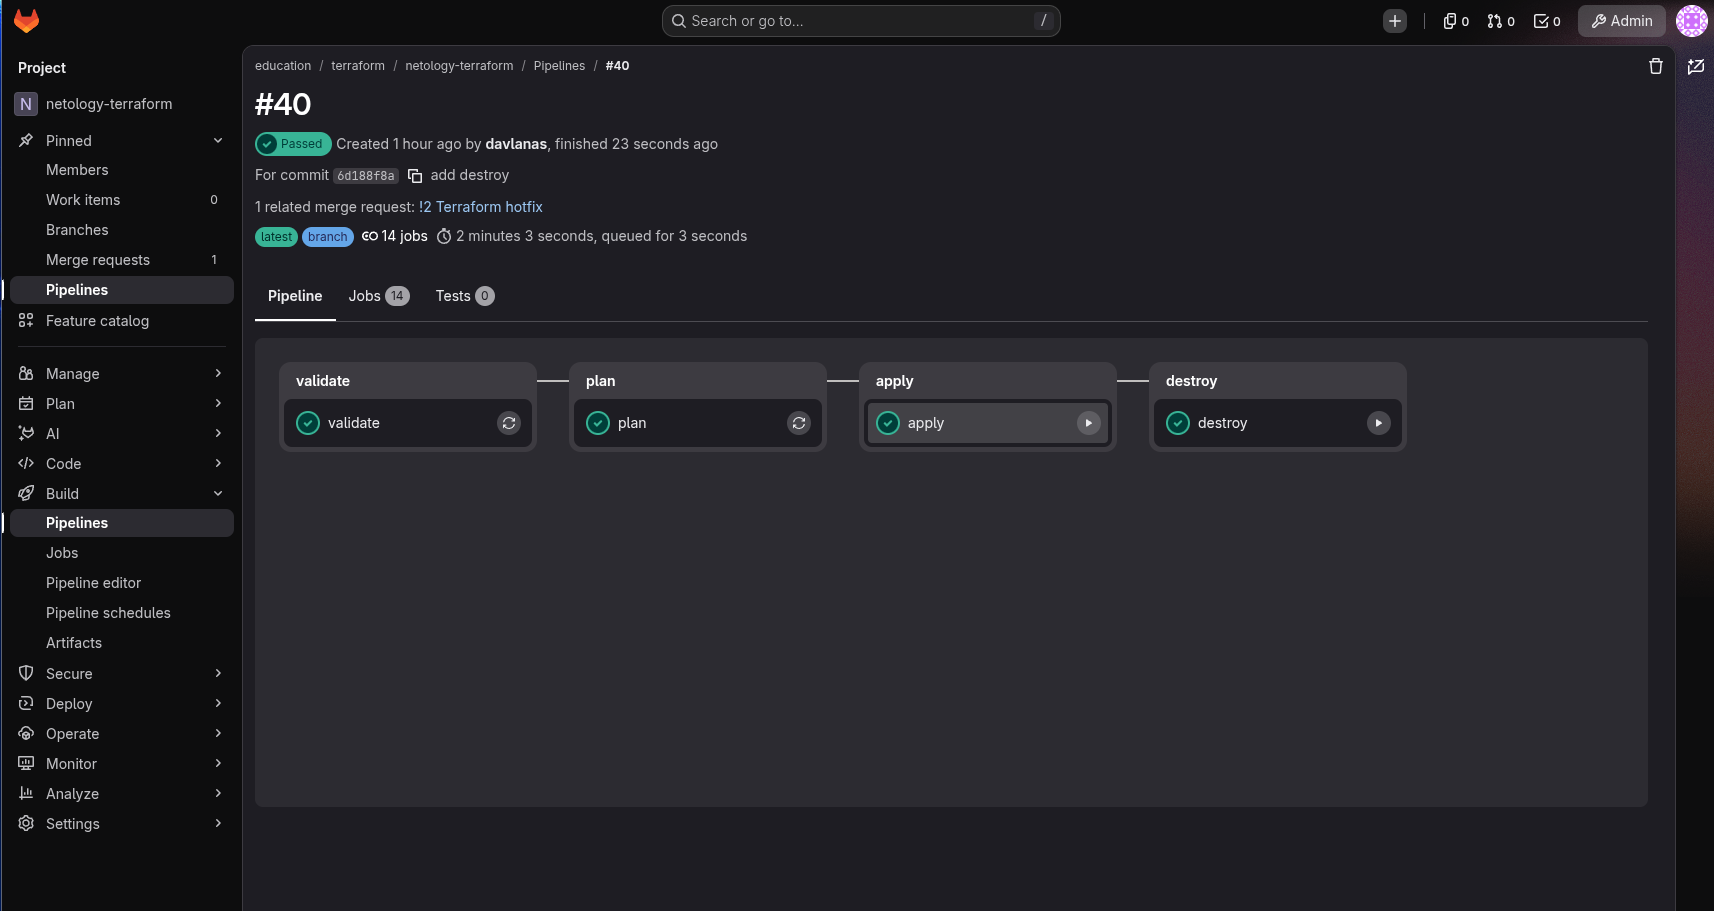 Search or go to...
/
0
0
0
Admin
Project
N
netology-terraform
Pinned
Members
Work items 0
Branches
Merge requests 1
Pipelines
Feature catalog
Manage
Plan
AI
Code
Build
Pipelines
Jobs
Pipeline editor
Pipeline schedules
Artifacts
Secure
Deploy
Operate
Monitor
Analyze
Settings
education / terraform / netology-terraform / Pipelines / #40
#40
Passed Created 1 hour ago by davlanas, finished 23 seconds ago
For commit 6d188f8a add destroy
1 related merge request: !2 Terraform hotfix
latest branch 14 jobs 2 minutes 3 seconds, queued for 3 seconds
Pipeline Jobs 14 Tests 0
validate
validate
plan
plan
apply
apply
destroy
destroy